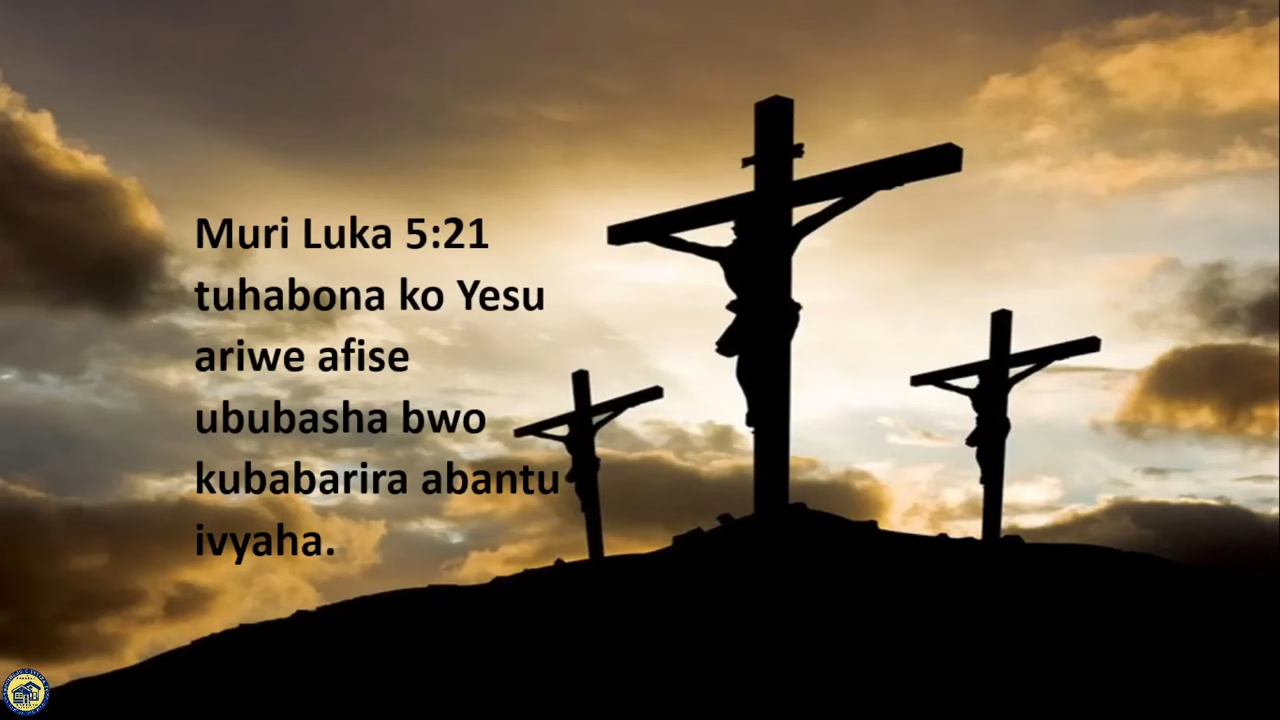 Muri Luka 5:21
tuhabona ko Yesu
ariwe afise
ububasha bwo
kubabarira abantu
ivyaha.